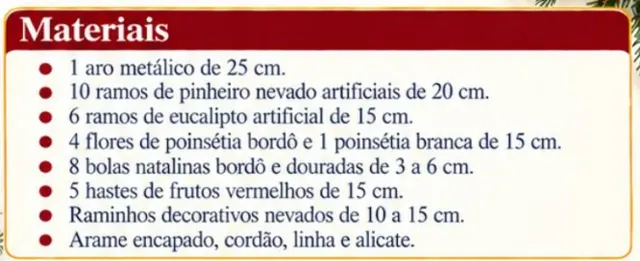 Materiais
1 aro metálico de 25 cm.
10 ramos de pinheiro nevado artificiais de 20 cm.
6 ramos de eucalipto artificial de 15 cm.
4 flores de poinsétia bordô e 1 poinsétia branca de 15 cm.
8 bolas natalinas bordô e douradas de 3 a 6 cm.
5 hastes de frutos vermelhos de 15 cm.
Raminhos decorativos nevados de 10 a 15 cm.
Arame encapado, cordão, linha e alicate.